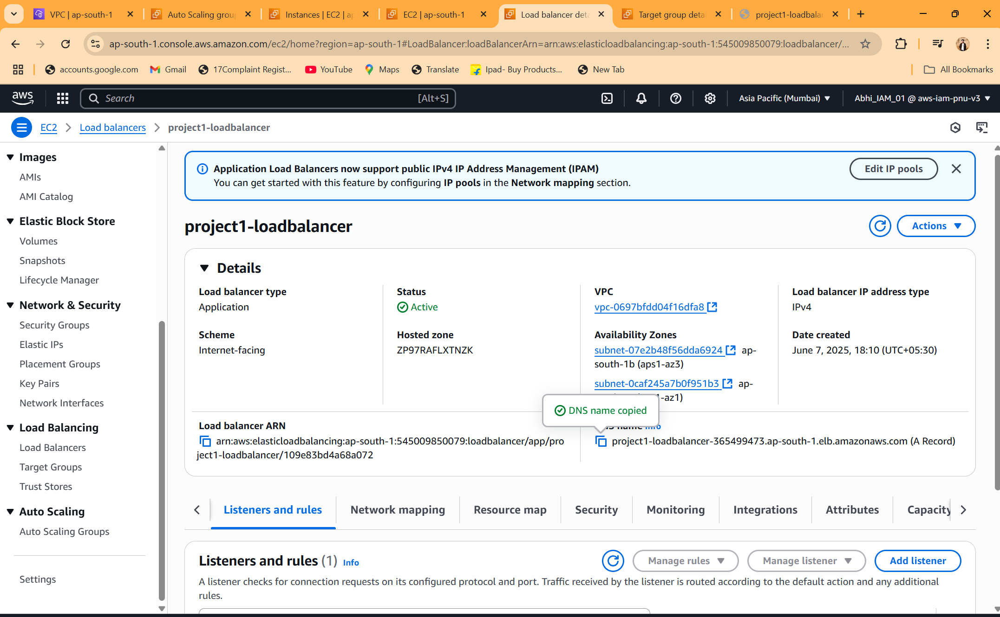 VPC | ap-south-1
Auto Scaling grou
Instances | EC2 | ap
EC2 | ap-south-1
Load balancer deta
Target group detai
project1-loadbalan
ap-south-1.console.aws.amazon.com/ec2/home?region=ap-south-1#LoadBalancer:loadBalancerArn=arn:aws:elasticloadbalancing:ap-south-1:545009850079:loadbalancer/...
accounts.google.com
Gmail
17Complaint Regist...
YouTube
Maps
Translate
Ipad- Buy Products...
New Tab
All Bookmarks
aws
Search
[Alt+S]
Asia Pacific (Mumbai)
Abhi_IAM_01 @ aws-iam-pnu-v3
EC2
Load balancers
project1-loadbalancer
Images
AMIs
AMI Catalog
Elastic Block Store
Volumes
Snapshots
Lifecycle Manager
Network & Security
Security Groups
Elastic IPs
Placement Groups
Key Pairs
Network Interfaces
Load Balancing
Load Balancers
Target Groups
Trust Stores
Auto Scaling
Auto Scaling Groups
Settings
Application Load Balancers now support public IPv4 IP Address Management (IPAM)
You can get started with this feature by configuring IP pools in the Network mapping section.
Edit IP pools
project1-loadbalancer
Actions
Details
Load balancer type
Application
Status
Active
VPC
vpc-0697bfdd04f16dfa8
Load balancer IP address type
IPv4
Scheme
Internet-facing
Hosted zone
ZP97RAFLXTNZK
Availability Zones
subnet-07e2b48f56dda6924 ap-
south-1b (aps1-az3)
subnet-0caf245a7b0f951b3 ap-
-az1)
Date created
June 7, 2025, 18:10 (UTC+05:30)
DNS name copied
Load balancer ARN
arn:aws:elasticloadbalancing:ap-south-1:545009850079:loadbalancer/app/pro
ject1-loadbalancer/109e83bd4a68a072
name Info
project1-loadbalancer-365499473.ap-south-1.elb.amazonaws.com (A Record)
Listeners and rules
Network mapping
Resource map
Security
Monitoring
Integrations
Attributes
Capacity
Listeners and rules (1) Info
Manage rules
Manage listener
Add listener
A listener checks for connection requests on its configured protocol and port. Traffic received by the listener is routed according to the default action and any additional
rules.